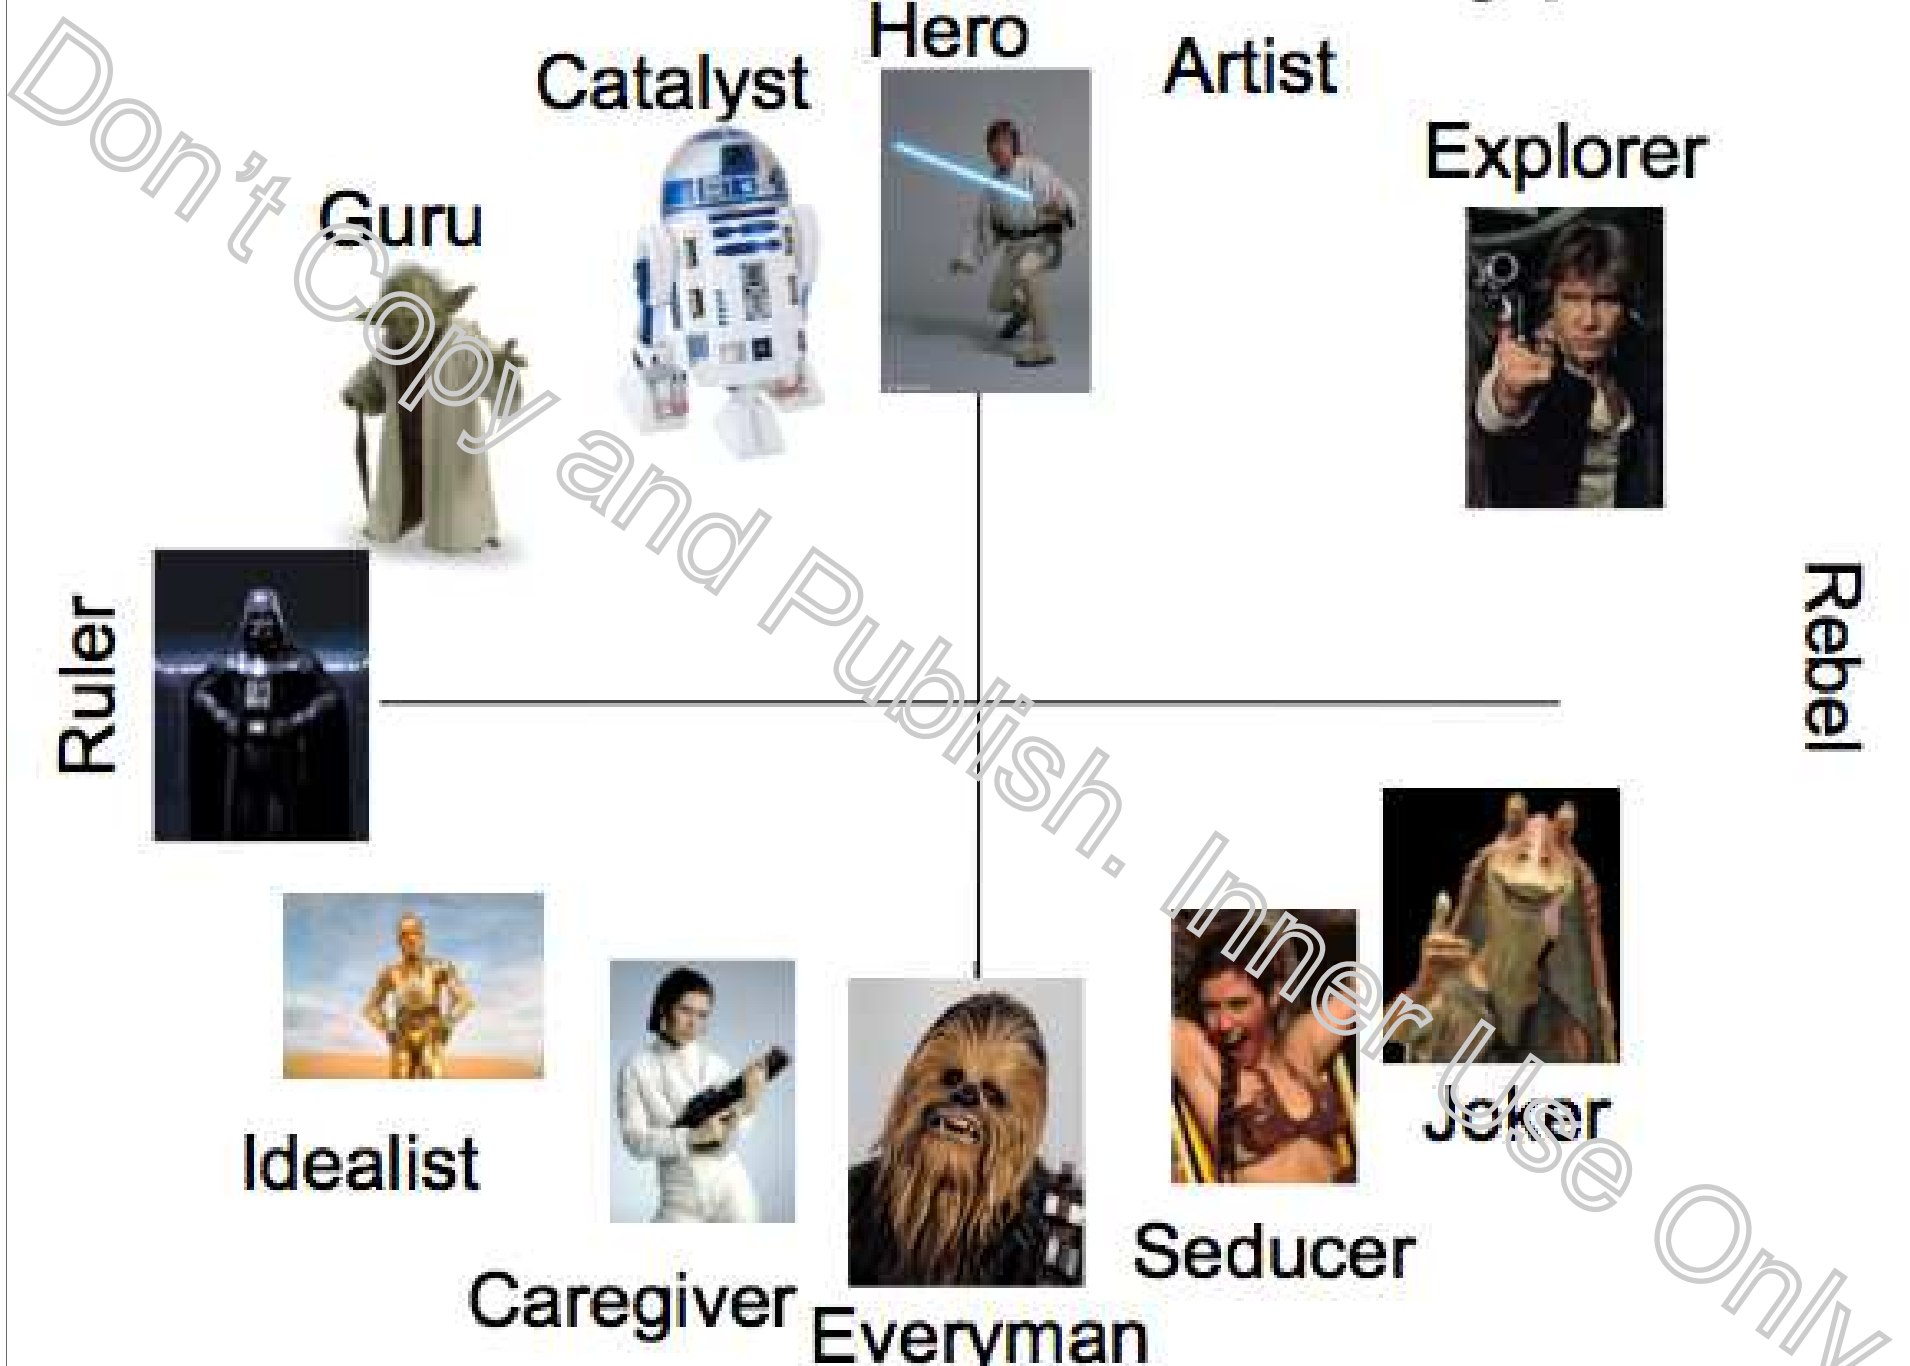 Hero
Catalyst
Artist
Explorer
Guru
Ruler
Rebel
Joker
Idealist
Seducer
Caregiver
Everyman
Don't Copy and Publish. Inner Use Only